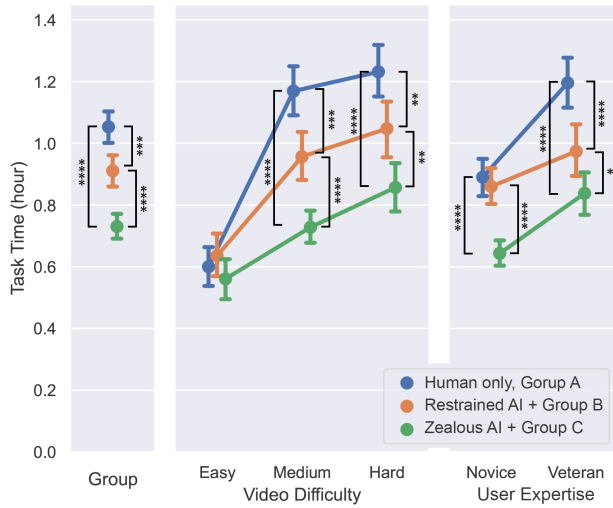 1.4
1.2
1.0
0.8
0.6
0.4
0.2
0.0
Task Time (hour)
****
***
****
****
***
****
****
**
**
****
****
****
****
*
Human only, Gorup A
Restrained AI + Group B
Zealous AI + Group C
Group
Easy Medium Hard
Video Difficulty
Novice Veteran
User Expertise